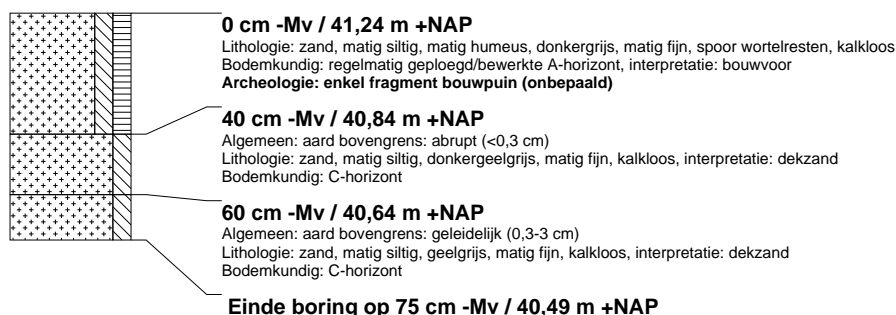 0 cm -Mv / 41,24 m +NAP
Lithologie: zand, matig siltig, matig humeus, donkergrijs, matig fijn, spoor wortelresten, kalkloos
Bodemkundig: regelmatig geploegd/bewerkte A-horizont, interpretatie: bouwvoor
Archeologie: enkel fragment bouwpuin (onbepaald)
40 cm -Mv / 40,84 m +NAP
Algemeen: aard bovengrens: abrupt (<0,3 cm)
Lithologie: zand, matig siltig, donkergeelgrijs, matig fijn, kalkloos, interpretatie: dekzand
Bodemkundig: C-horizont
60 cm -Mv / 40,64 m +NAP
Algemeen: aard bovengrens: geleidelijk (0,3-3 cm)
Lithologie: zand, matig siltig, geelgrijs, matig fijn, kalkloos, interpretatie: dekzand
Bodemkundig: C-horizont
Einde boring op 75 cm -Mv / 40,49 m +NAP